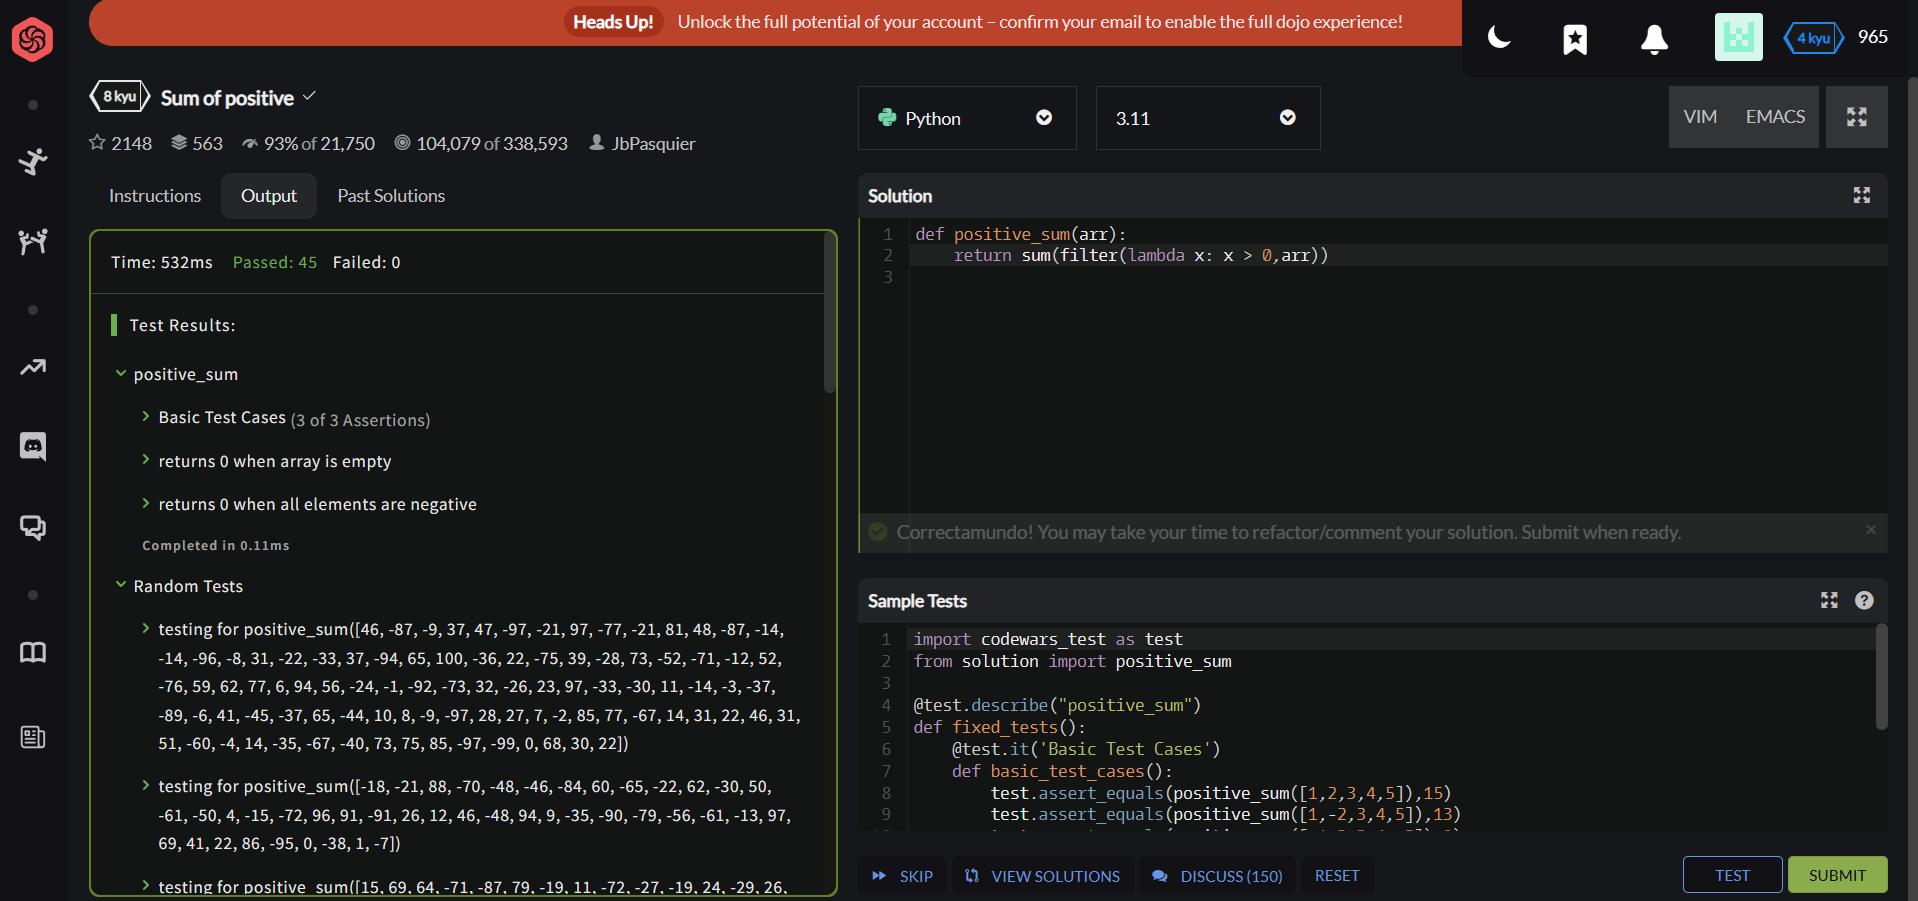 Heads Up! Unlock the full potential of your account – confirm your email to enable the full dojo experience!
4 kyu 965
8 kyu Sum of positive
2148 563 93% of 21,750 104,079 of 338,593 JbPasquier
Python 3.11
VIM EMACS
Instructions Output Past Solutions
Time: 532ms Passed: 45 Failed: 0
Test Results:
positive_sum
Basic Test Cases (3 of 3 Assertions)
returns 0 when array is empty
returns 0 when all elements are negative
Completed in 0.11ms
Random Tests
testing for positive_sum([46, -87, -9, 37, 47, -97, -21, 97, -77, -21, 81, 48, -87, -14,
-14, -96, -8, 31, -22, -33, 37, -94, 65, 100, -36, 22, -75, 39, -28, 73, -52, -71, -12, 52,
-76, 59, 62, 77, 6, 94, 56, -24, -1, -92, -73, 32, -26, 23, 97, -33, -30, 11, -14, -3, -37,
-89, -6, 41, -45, -37, 65, -44, 10, 8, -9, -97, 28, 27, 7, -2, 85, 77, -67, 14, 31, 22, 46, 31,
51, -60, -4, 14, -35, -67, -40, 73, 75, 85, -97, -99, 0, 68, 30, 22])
testing for positive_sum([-18, -21, 88, -70, -48, -46, -84, 60, -65, -22, 62, -30, 50,
-61, -50, 4, -15, -72, 96, 91, -91, 26, 12, 46, -48, 94, 9, -35, -90, -79, -56, -61, -13, 97,
69, 41, 22, 86, -95, 0, -38, 1, -7])
testing for positive_sum([15, 69, 64, -71, -87, 79, -19, 11, -72, -27, -19, 24, -29, 26,
Solution
1 def positive_sum(arr):
2 return sum(filter(lambda x: x > 0,arr))
3
Correctamundo! You may take your time to refactor/comment your solution. Submit when ready.
Sample Tests
1 import codewars_test as test
2 from solution import positive_sum
3
4 @test.describe("positive_sum")
5 def fixed_tests():
6 @test.it('Basic Test Cases')
7 def basic_test_cases():
8 test.assert_equals(positive_sum([1,2,3,4,5]),15)
9 test.assert_equals(positive_sum([1,-2,3,4,5]),13)
SKIP VIEW SOLUTIONS DISCUSS (150) RESET TEST SUBMIT